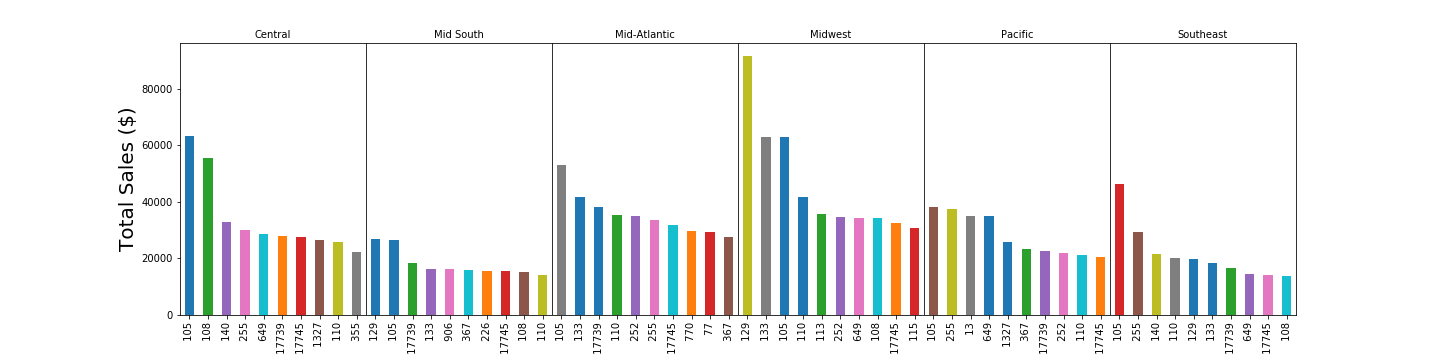 Central Mid South Mid-Atlantic Midwest Pacific Southeast
Total Sales ($)
80000
60000
40000
20000
0
105 108 140 255 649 17739 17745 1327 110 355 129 105 17739 133 906 367 226 17745 108 110 105 133 17739 110 252 255 17745 770 77 367 129 133 105 110 113 252 649 108 17745 115 105 255 13 649 1327 367 17739 252 110 17745 105 255 140 110 129 133 17739 649 17745 108